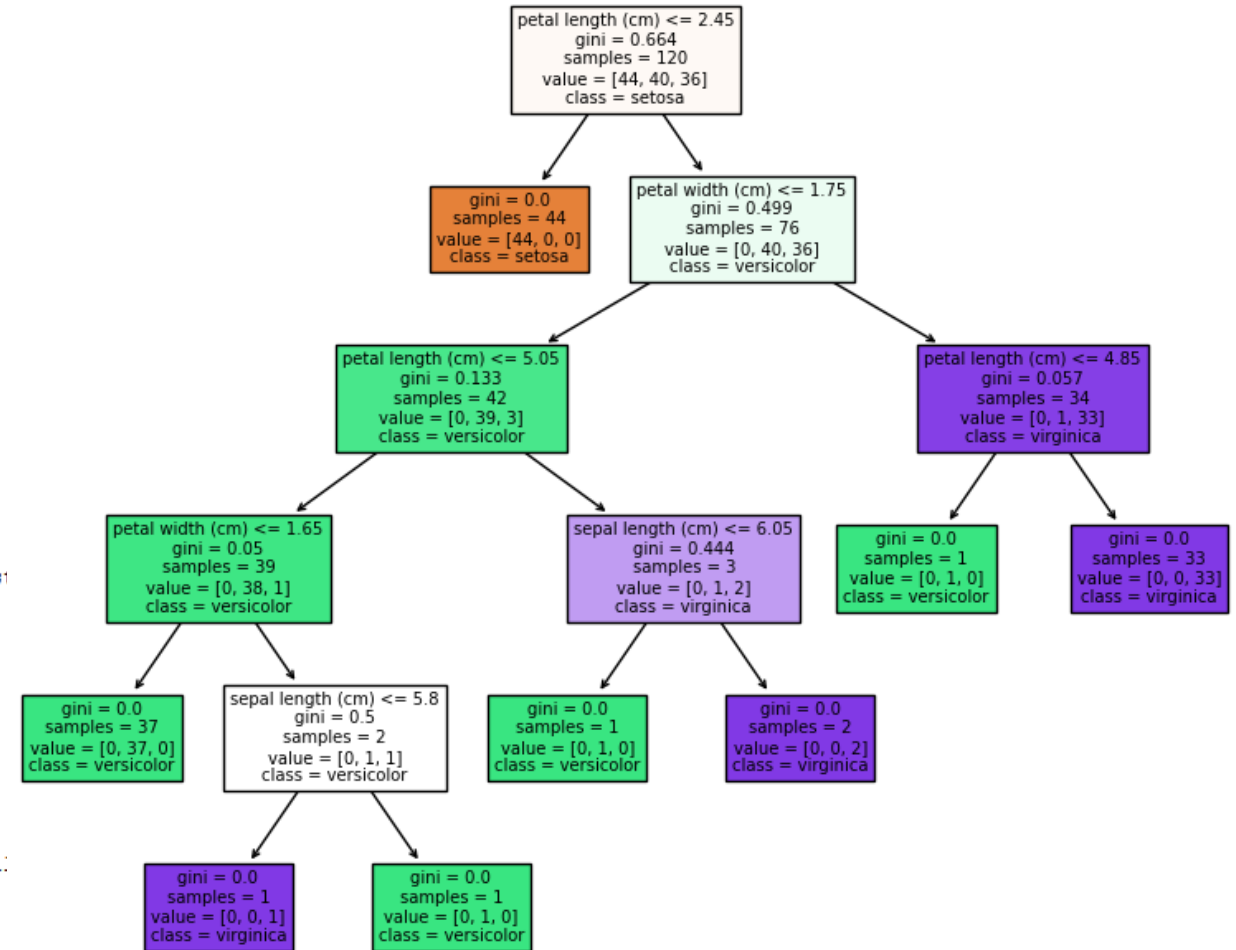 petal length (cm) <= 2.45
gini = 0.664
samples = 120
value = [44, 40, 36]
class = setosa
gini = 0.0
samples = 44
value = [44, 0, 0]
class = setosa
petal width (cm) <= 1.75
gini = 0.499
samples = 76
value = [0, 40, 36]
class = versicolor
petal length (cm) <= 5.05
gini = 0.133
samples = 42
value = [0, 39, 3]
class = versicolor
petal length (cm) <= 4.85
gini = 0.057
samples = 34
value = [0, 1, 33]
class = virginica
petal width (cm) <= 1.65
gini = 0.05
samples = 39
value = [0, 38, 1]
class = versicolor
sepal length (cm) <= 6.05
gini = 0.444
samples = 3
value = [0, 1, 2]
class = virginica
gini = 0.0
samples = 1
value = [0, 1, 0]
class = versicolor
gini = 0.0
samples = 33
value = [0, 0, 33]
class = virginica
gini = 0.0
samples = 37
value = [0, 37, 0]
class = versicolor
sepal length (cm) <= 5.8
gini = 0.5
samples = 2
value = [0, 1, 1]
class = versicolor
gini = 0.0
samples = 1
value = [0, 1, 0]
class = versicolor
gini = 0.0
samples = 2
value = [0, 0, 2]
class = virginica
gini = 0.0
samples = 1
value = [0, 0, 1]
class = virginica
gini = 0.0
samples = 1
value = [0, 1, 0]
class = versicolor